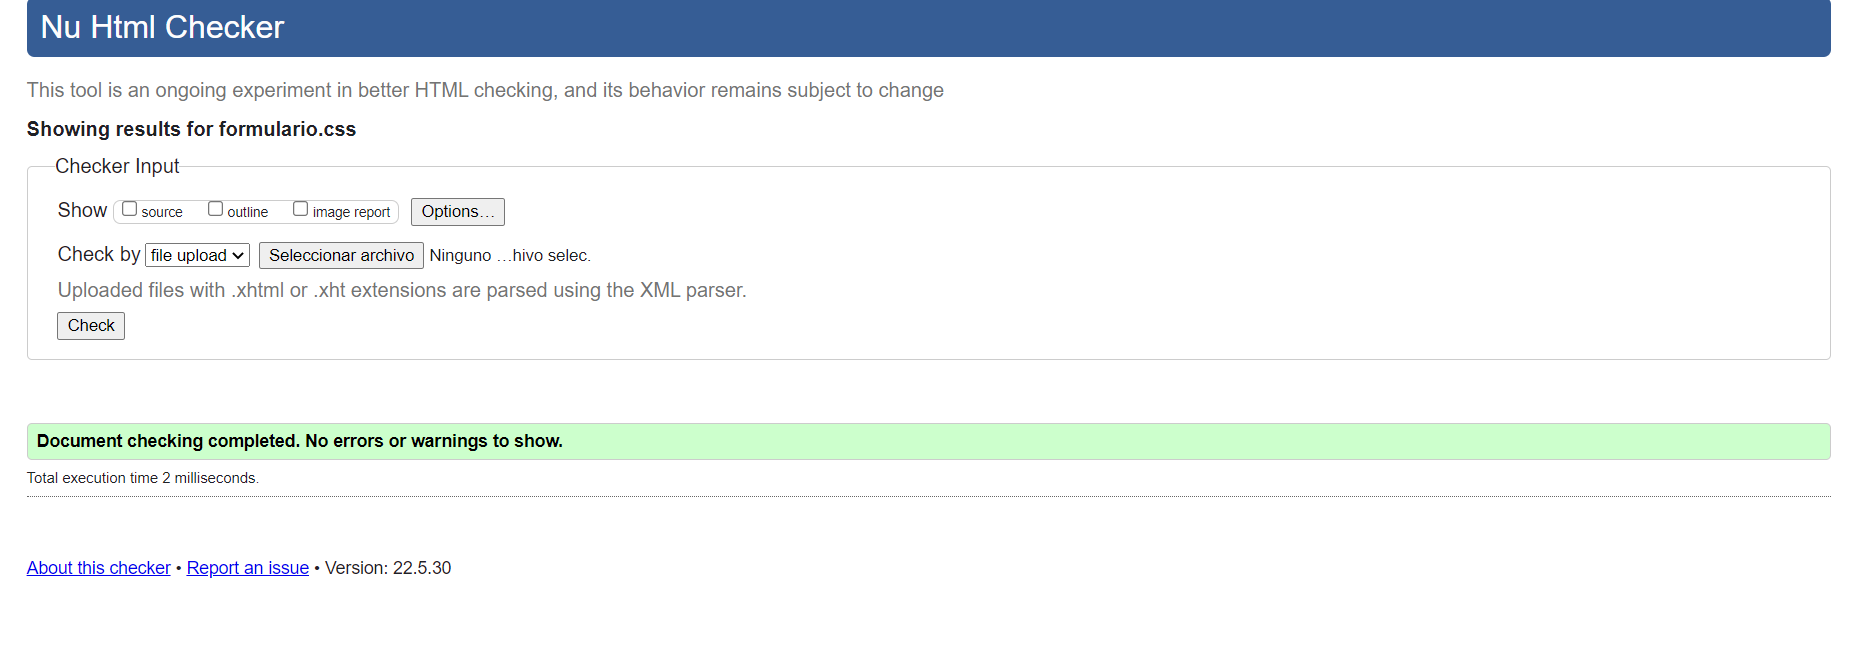 Nu Html Checker
This tool is an ongoing experiment in better HTML checking, and its behavior remains subject to change
Showing results for formulario.css
Checker Input
Show source outline image report Options…
Check by file upload Seleccionar archivo Ninguno …hivo selec.
Uploaded files with .xhtml or .xht extensions are parsed using the XML parser.
Check
Document checking completed. No errors or warnings to show.
Total execution time 2 milliseconds.
About this checker • Report an issue • Version: 22.5.30